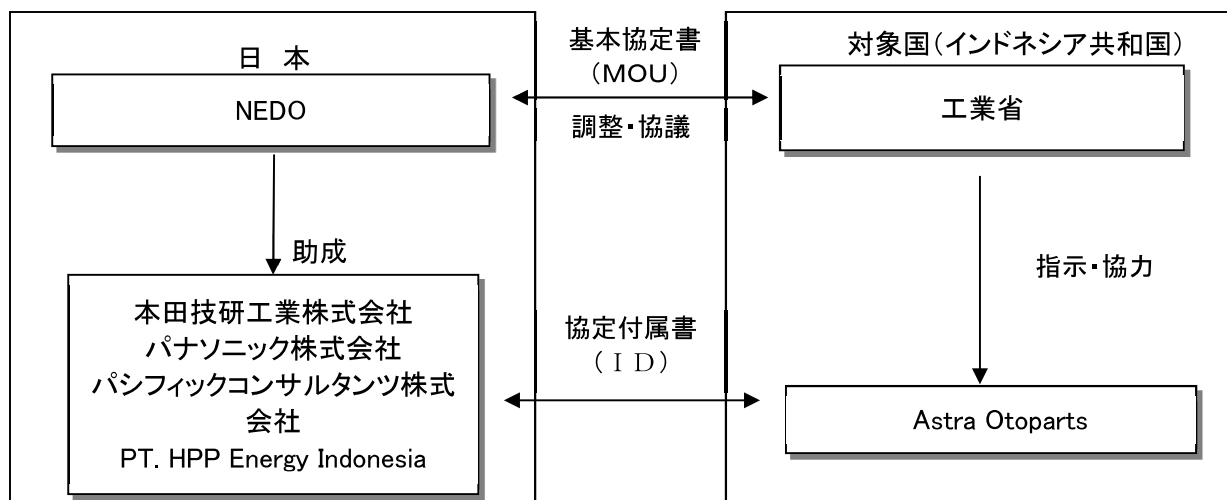 日 本
NEDO
助成
本田技研工業株式会社
パナソニック株式会社
パシフィックコンサルタンツ株式
会社
PT. HPP Energy Indonesia
基本協定書
(MOU)
調整・協議
協定付属書
(ID)
対象国(インドネシア共和国)
工業省
指示・協力
Astra Otoparts